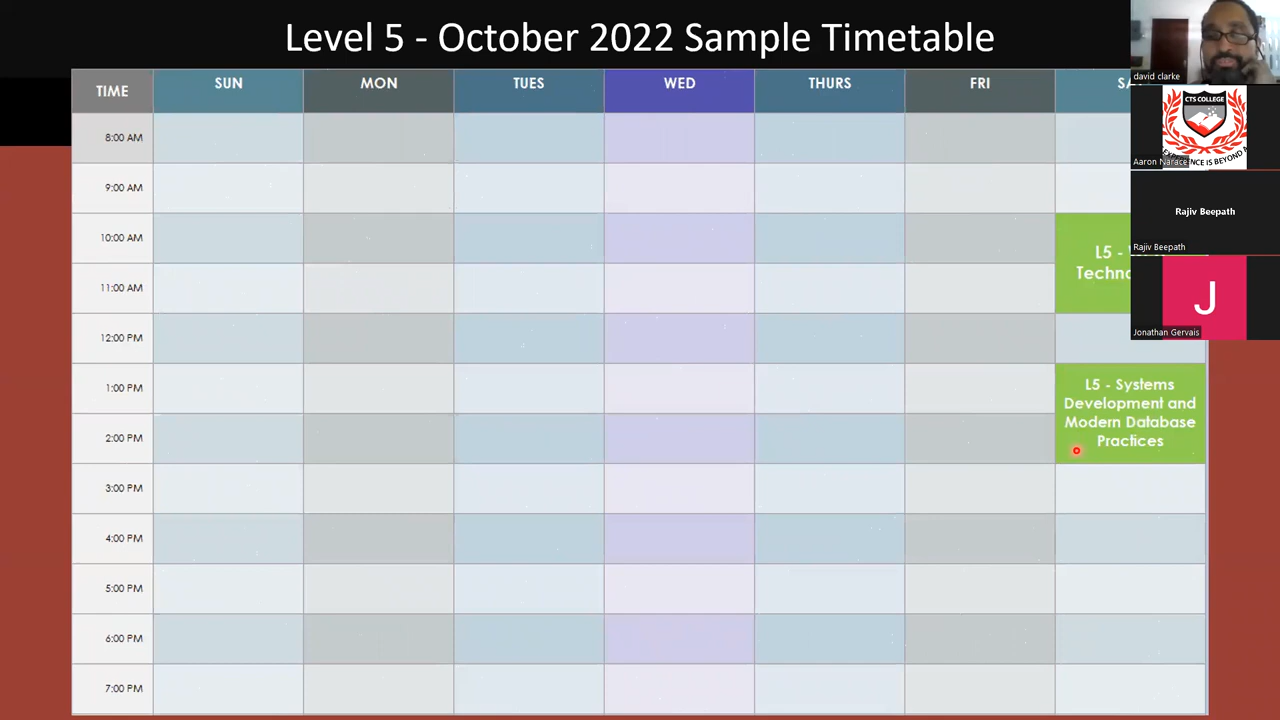 Level 5 - October 2022 Sample Timetable
TIME SUN MON TUES WED THURS FRI
8:00 AM
9:00 AM
10:00 AM
11:00 AM
12:00 PM
1:00 PM
2:00 PM
3:00 PM
4:00 PM
5:00 PM
6:00 PM
7:00 PM
L5 -
L5 - Systems
Development and
Modern Database
Practices
david clarke
CTS COLLEGE
IS BEYOND
Aaron Narace
Rajiv Beepath
Rajiv Beepath
J
Jonathan Gervais